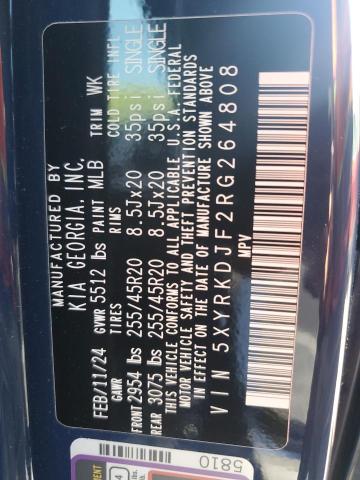 MANUFACTURED BY
KIA GEORGIA, INC.
FEB/11/24 GVWR 5512 lbs PAINT MLB TRIM WK
GAWR TIRES RIMS COLD TIRE INFL
FRONT 2954 lbs 255/45R20 8.5Jx20 35psi SINGLE
REAR 3075 lbs 255/45R20 8.5Jx20 35psi SINGLE
THIS VEHICLE CONFORMS TO ALL APPLICABLE U.S.A. FEDERAL
MOTOR VEHICLE SAFETY AND THEFT PREVENTION STANDARDS
IN EFFECT ON THE DATE OF MANUFACTURE SHOWN ABOVE
VIN 5XYRKDJF2RG264808
MPV
5810